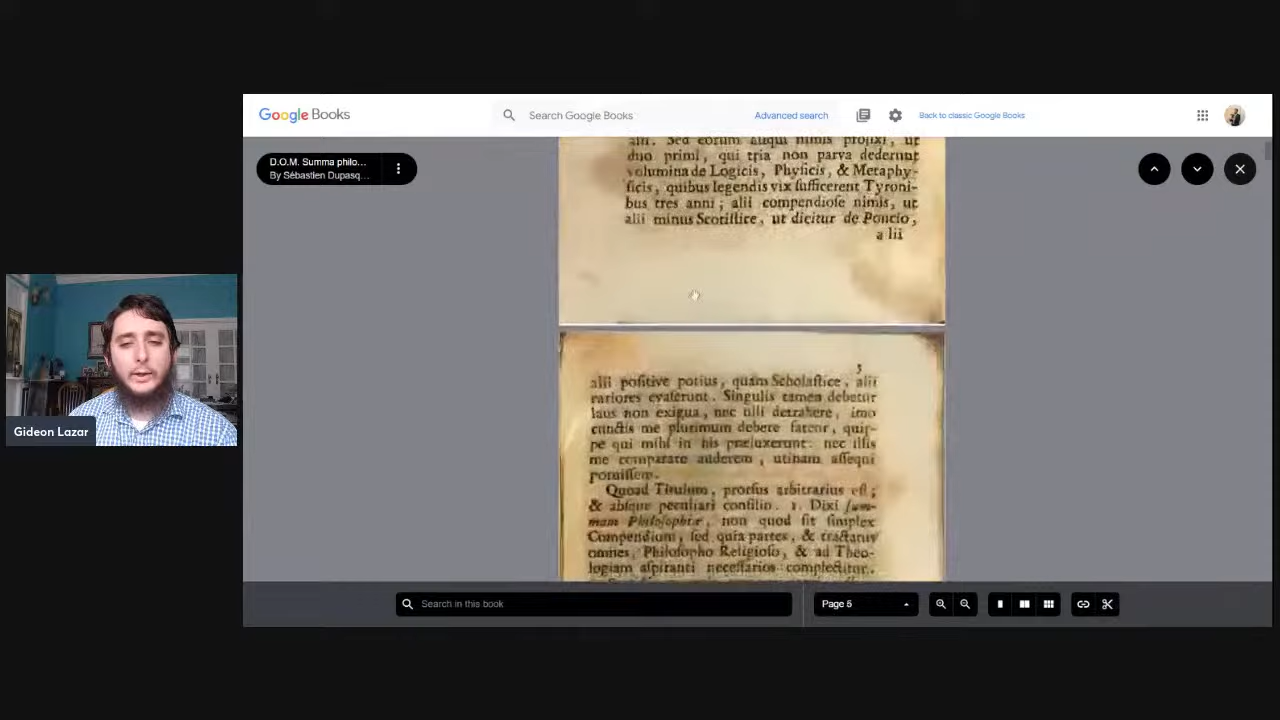 Google Books
Search Google Books
Advanced search
Back to classic Google Books
D.O.M. Summa philo...
By Sébastien Dupasq...
alii. Sed eorum aliqui nimis prolixi, ut
duo primi, qui tria non parva dederunt
volumina de Logicis, Phyſicis, & Metaphy-
ſicis, quibus legendis vix ſufficerent Tyroni-
bus tres anni; alii compendioſe nimis, ut
alii minus Scotiſtice, ut dicitur de Poncio,
a lii
5
alii poſitive potius, quàm Scholaſtice, alii
rariores evaſerunt. Singulis tamen debetur
laus non exigua, nec ulli detrahere, imo
cunctis me plurimum debere fateor, quip-
pe qui mihi in his præluxerunt: nec illis
me comparare auderem, utinam aſſequi
potuiſſem.
Quoad Titulum, prorſus arbitrarius eſt;
& abſque peculiari conſilio. 1. Dixi ſum-
mam Philoſophiæ, non quod ſit ſimplex
Compendium, ſed quia partes, & tractatus
omnes, Philoſopho Religioſo, & ad Theo-
logiam aſpiranti neceſſarios complectitur.
Gideon Lazar
Search in this book
Page 5